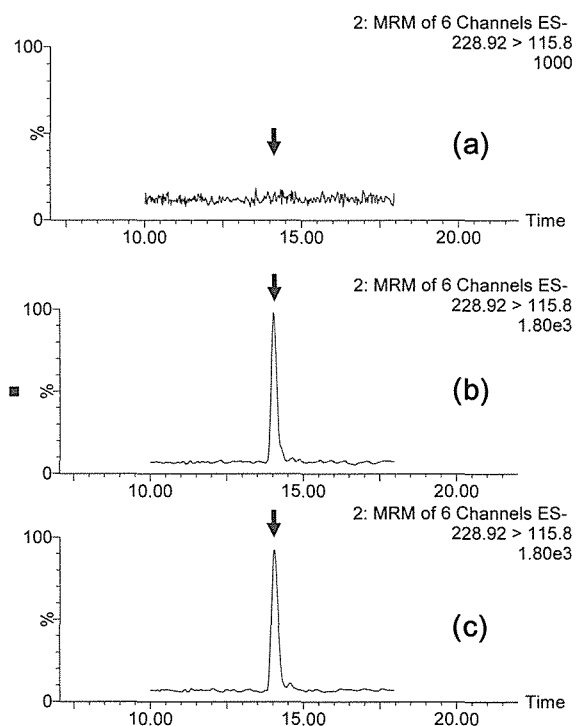 2: MRM of 6 Channels ES-
228.92 > 115.8
1000
100
%
(a)
0
Time
10.00 15.00 20.00
2: MRM of 6 Channels ES-
228.92 > 115.8
1.80e3
100
%
(b)
0
10.00 15.00 20.00
2: MRM of 6 Channels ES-
228.92 > 115.8
1.80e3
100
%
(c)
0
Time
10.00 15.00 20.00